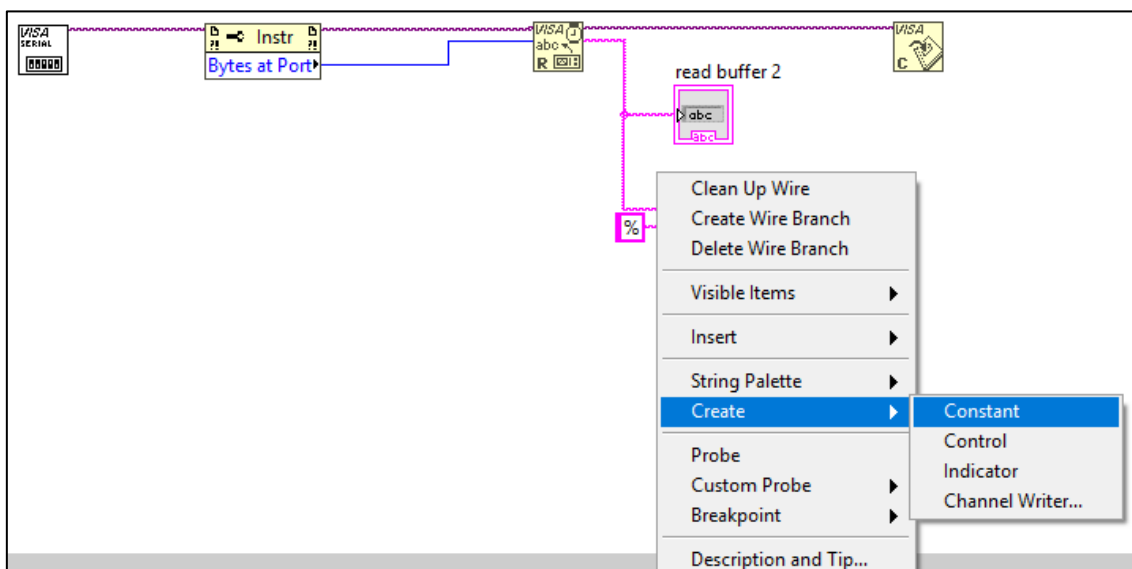 VISA
SERIAL
Instr
Bytes at Port
VISA
abc
R
VISA
C
read buffer 2
abc
abc
%
Clean Up Wire
Create Wire Branch
Delete Wire Branch
Visible Items
Insert
String Palette
Create
Constant
Control
Indicator
Channel Writer...
Probe
Custom Probe
Breakpoint
Description and Tip...